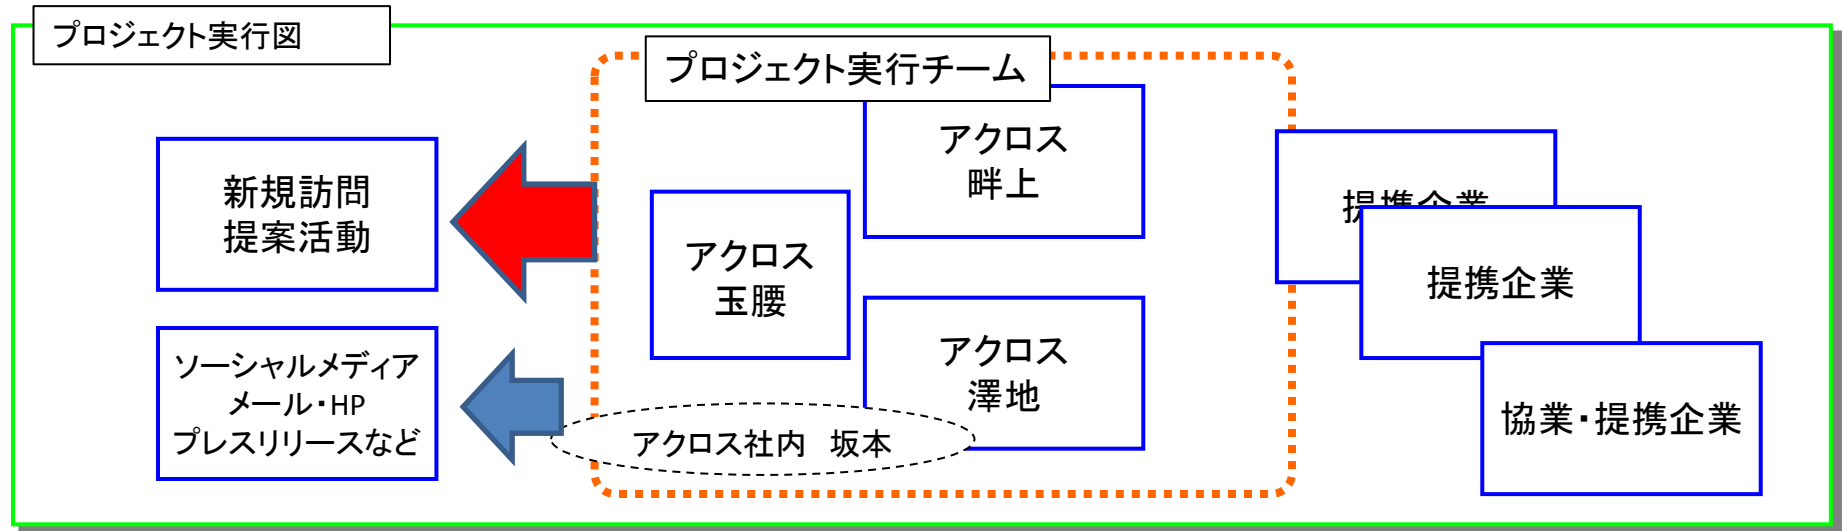 プロジェクト実行図
プロジェクト実行チーム
新規訪問
提案活動
ソーシャルメディア
メール・HP
プレスリリースなど
アクロス
畔上
アクロス
玉腰
アクロス
澤地
アクロス社内　坂本
提携企業
提携企業
協業・提携企業